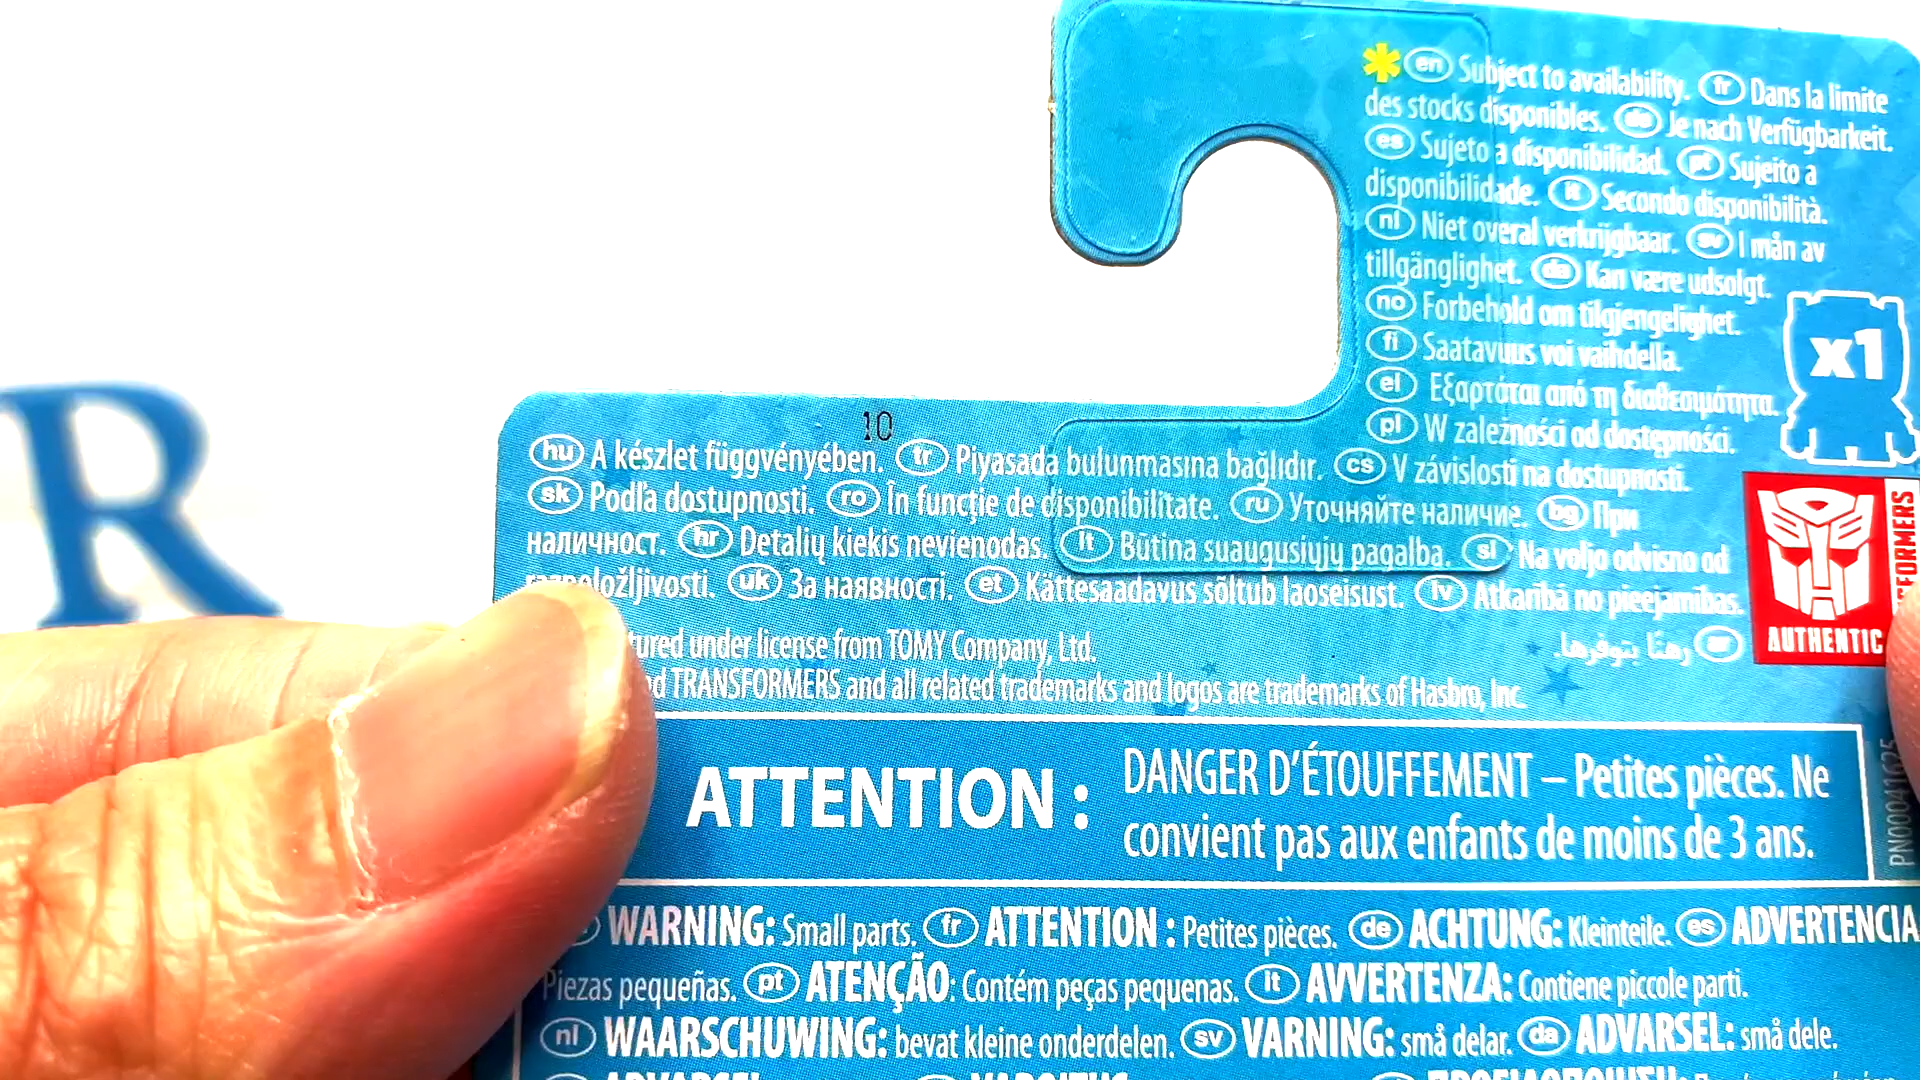 R
* en Subject to availability. fr Dans la limite
des stocks disponibles. de Je nach Verfügbarkeit.
es Sujeto a disponibilidad. pt Sujeito a
disponibilidade. it Secondo disponibilità.
nl Niet overal verkrijgbaar. sv I mån av
tillgänglighet. da Kan være udsolgt.
no Forbehold om tilgjengelighet.
fi Saatavuus voi vaihdella.
el Εξαρτάται από τη διαθεσιμότητα.
pl W zależności od dostępności.
x1
10
hu A készlet függvényében. tr Piyasada bulunmasına bağlıdır. cs V závislosti na dostupnosti.
sk Podľa dostupnosti. ro În funcție de disponibilitate. ru Уточняйте наличие. bg При
наличност. hr Detalių kiekis nevienodas. lt Būtina suaugusiųjų pagalba. sl Na voljo odvisno od
razpoložljivosti. uk За наявності. et Kättesaadavus sõltub laoseisust. lv Atkarībā no pieejamības.
ar رهنًا بتوفرها.
tured under license from TOMY Company, Ltd.
d TRANSFORMERS and all related trademarks and logos are trademarks of Hasbro, Inc.
AUTHENTIC
SFORMERS
ATTENTION : DANGER D'ÉTOUFFEMENT – Petites pièces. Ne
convient pas aux enfants de moins de 3 ans.
PN00041625
WARNING: Small parts. fr ATTENTION : Petites pièces. de ACHTUNG: Kleinteile. es ADVERTENCIA
Piezas pequeñas. pt ATENÇÃO: Contém peças pequenas. it AVVERTENZA: Contiene piccole parti.
nl WAARSCHUWING: bevat kleine onderdelen. sv VARNING: små delar. da ADVARSEL: små dele.